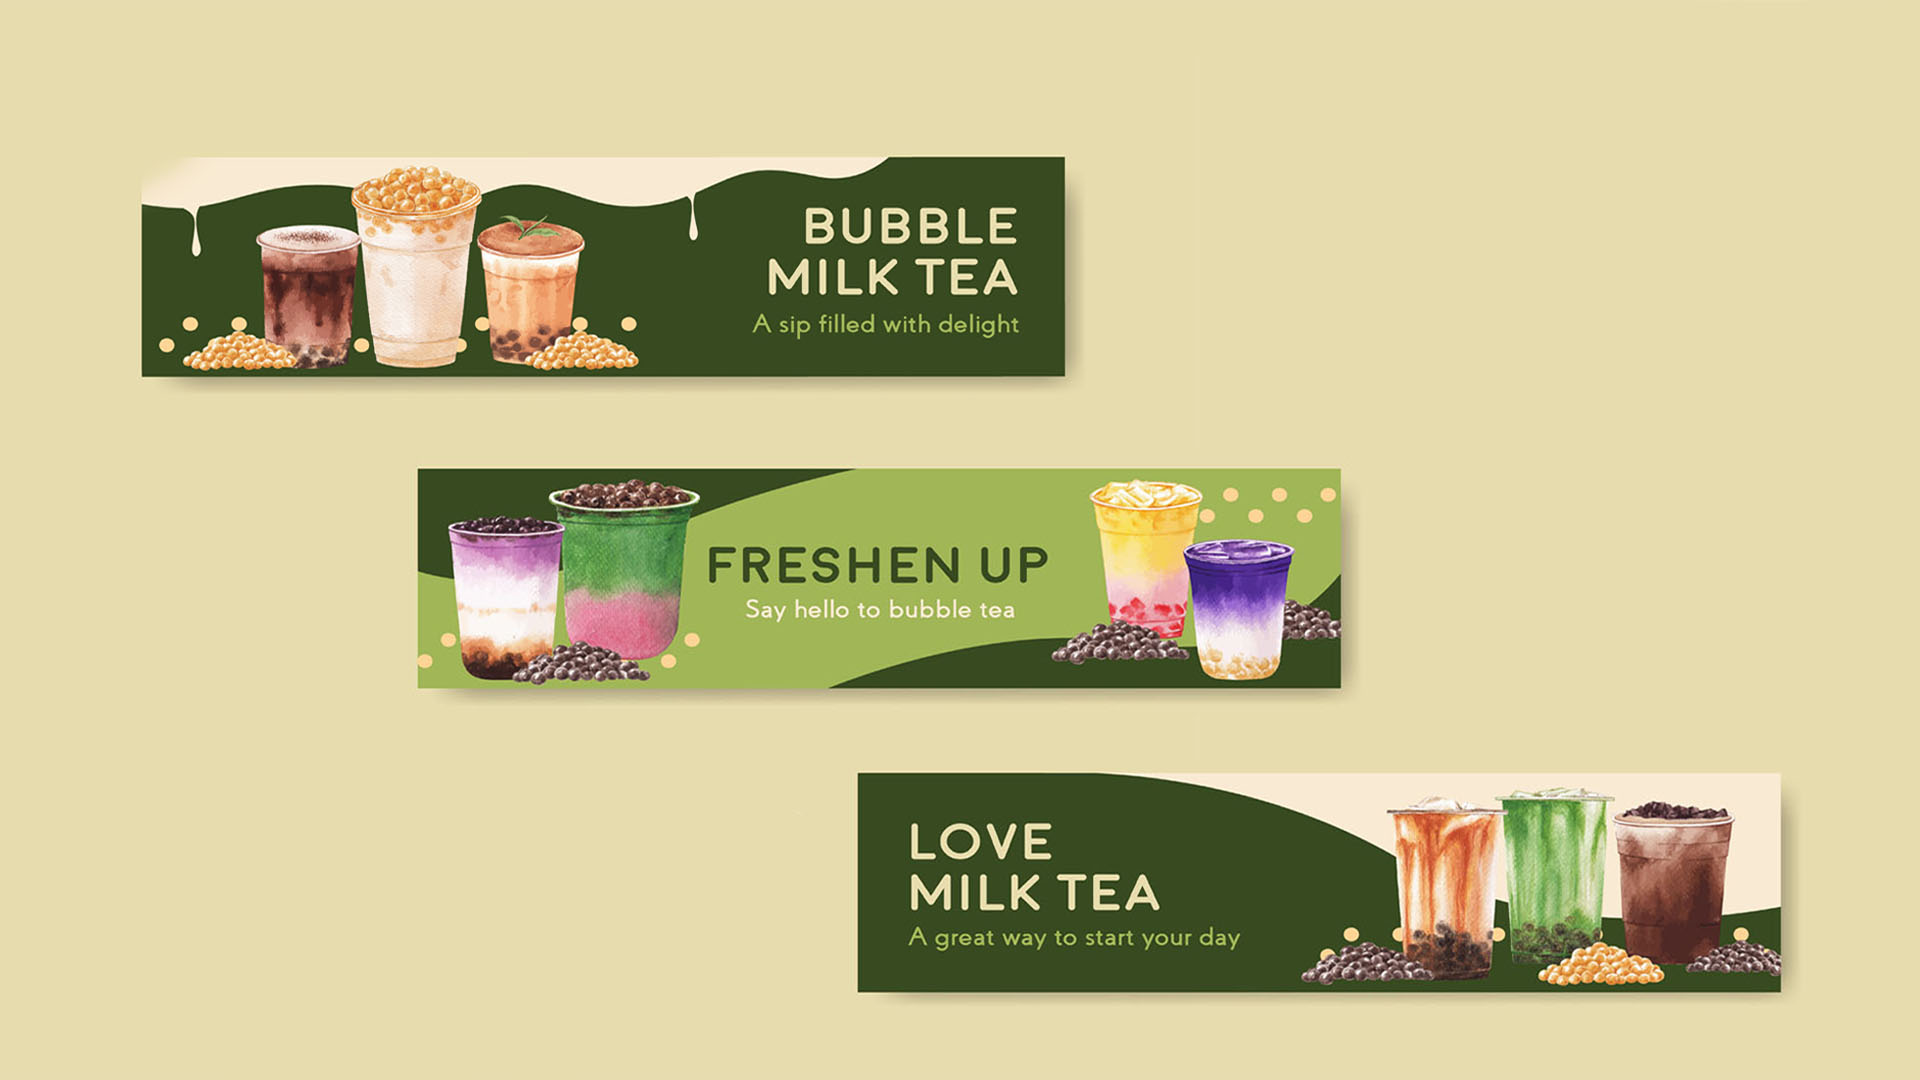 BUBBLE
MILK TEA
A sip filled with delight
FRESHEN UP
Say hello to bubble tea
LOVE
MILK TEA
A great way to start your day